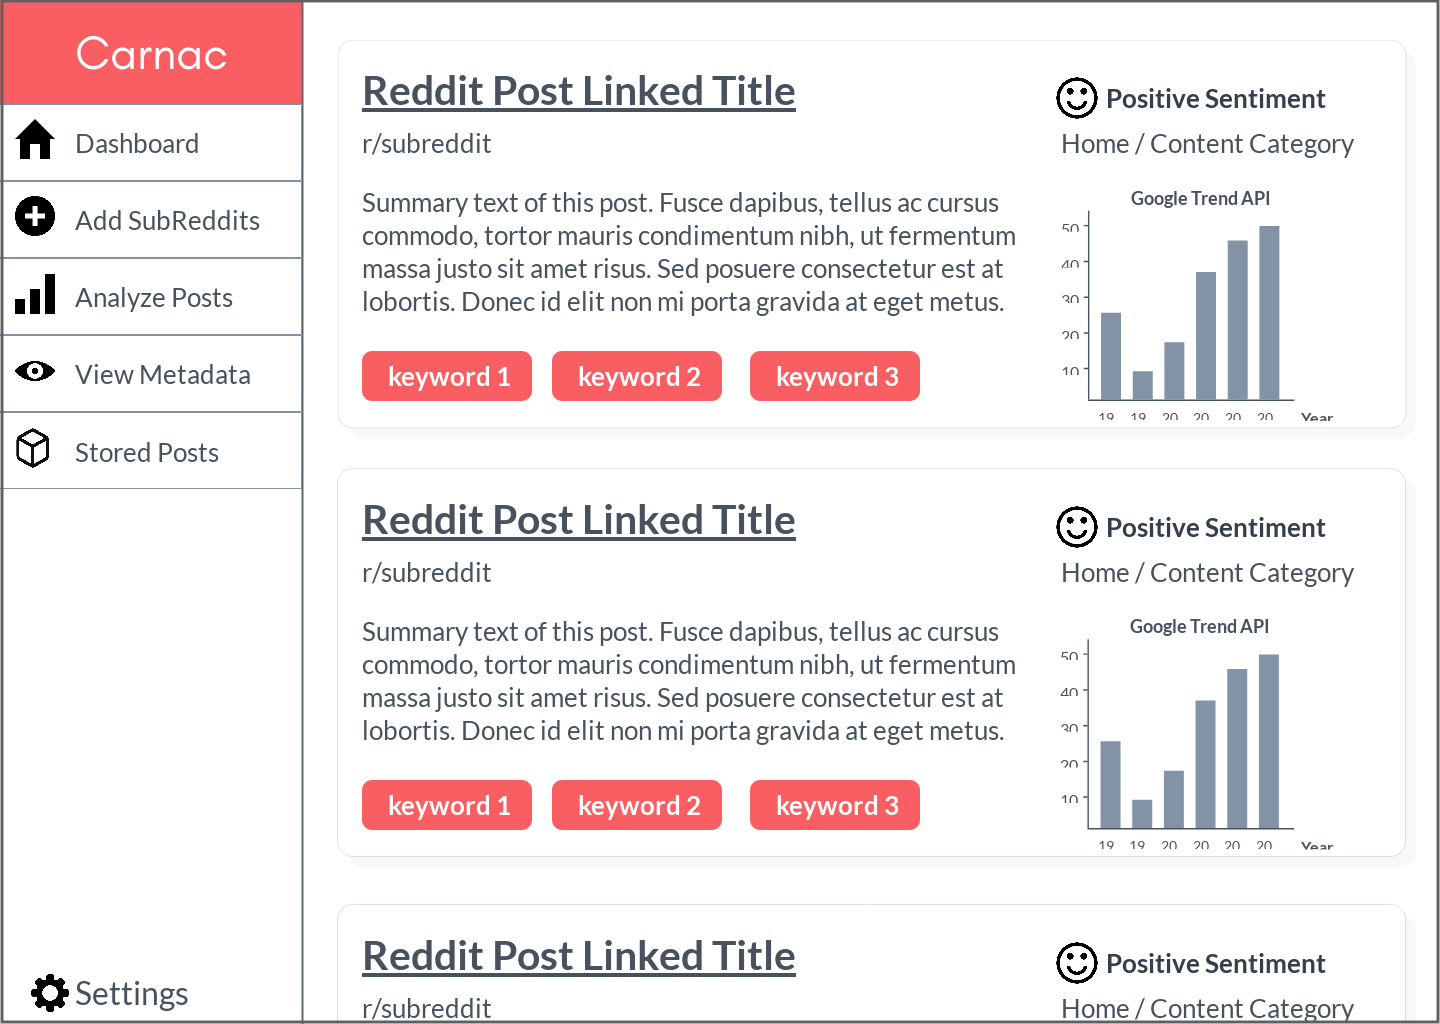 Carnac
Dashboard
Add SubReddits
Analyze Posts
View Metadata
Stored Posts
Settings
Reddit Post Linked Title
r/subreddit
Summary text of this post. Fusce dapibus, tellus ac cursus
commodo, tortor mauris condimentum nibh, ut fermentum
massa justo sit amet risus. Sed posuere consectetur est at
lobortis. Donec id elit non mi porta gravida at eget metus.
keyword 1 keyword 2 keyword 3
Positive Sentiment
Home / Content Category
Google Trend API
50
40
30
20
10
19 19 20 20 20 20 Year
Reddit Post Linked Title
r/subreddit
Summary text of this post. Fusce dapibus, tellus ac cursus
commodo, tortor mauris condimentum nibh, ut fermentum
massa justo sit amet risus. Sed posuere consectetur est at
lobortis. Donec id elit non mi porta gravida at eget metus.
keyword 1 keyword 2 keyword 3
Positive Sentiment
Home / Content Category
Google Trend API
50
40
30
20
10
19 19 20 20 20 20 Year
Reddit Post Linked Title
r/subreddit
Positive Sentiment
Home / Content Category